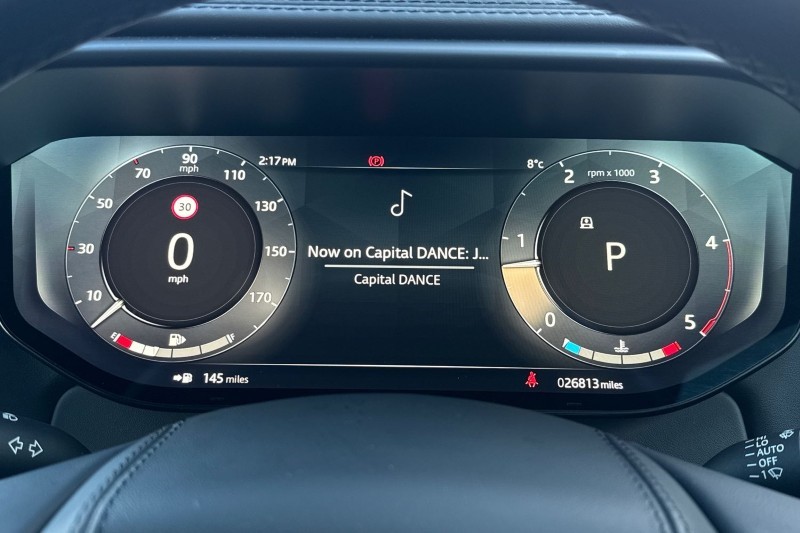 2:17PM
(P)
8°c
10
30
50
70
90
mph
110
130
150
170
30
0
mph
E
F
Now on Capital DANCE: J...
Capital DANCE
rpm x 1000
0
1
2
3
4
5
P
145 miles
026813 miles
LO
AUTO
OFF
1